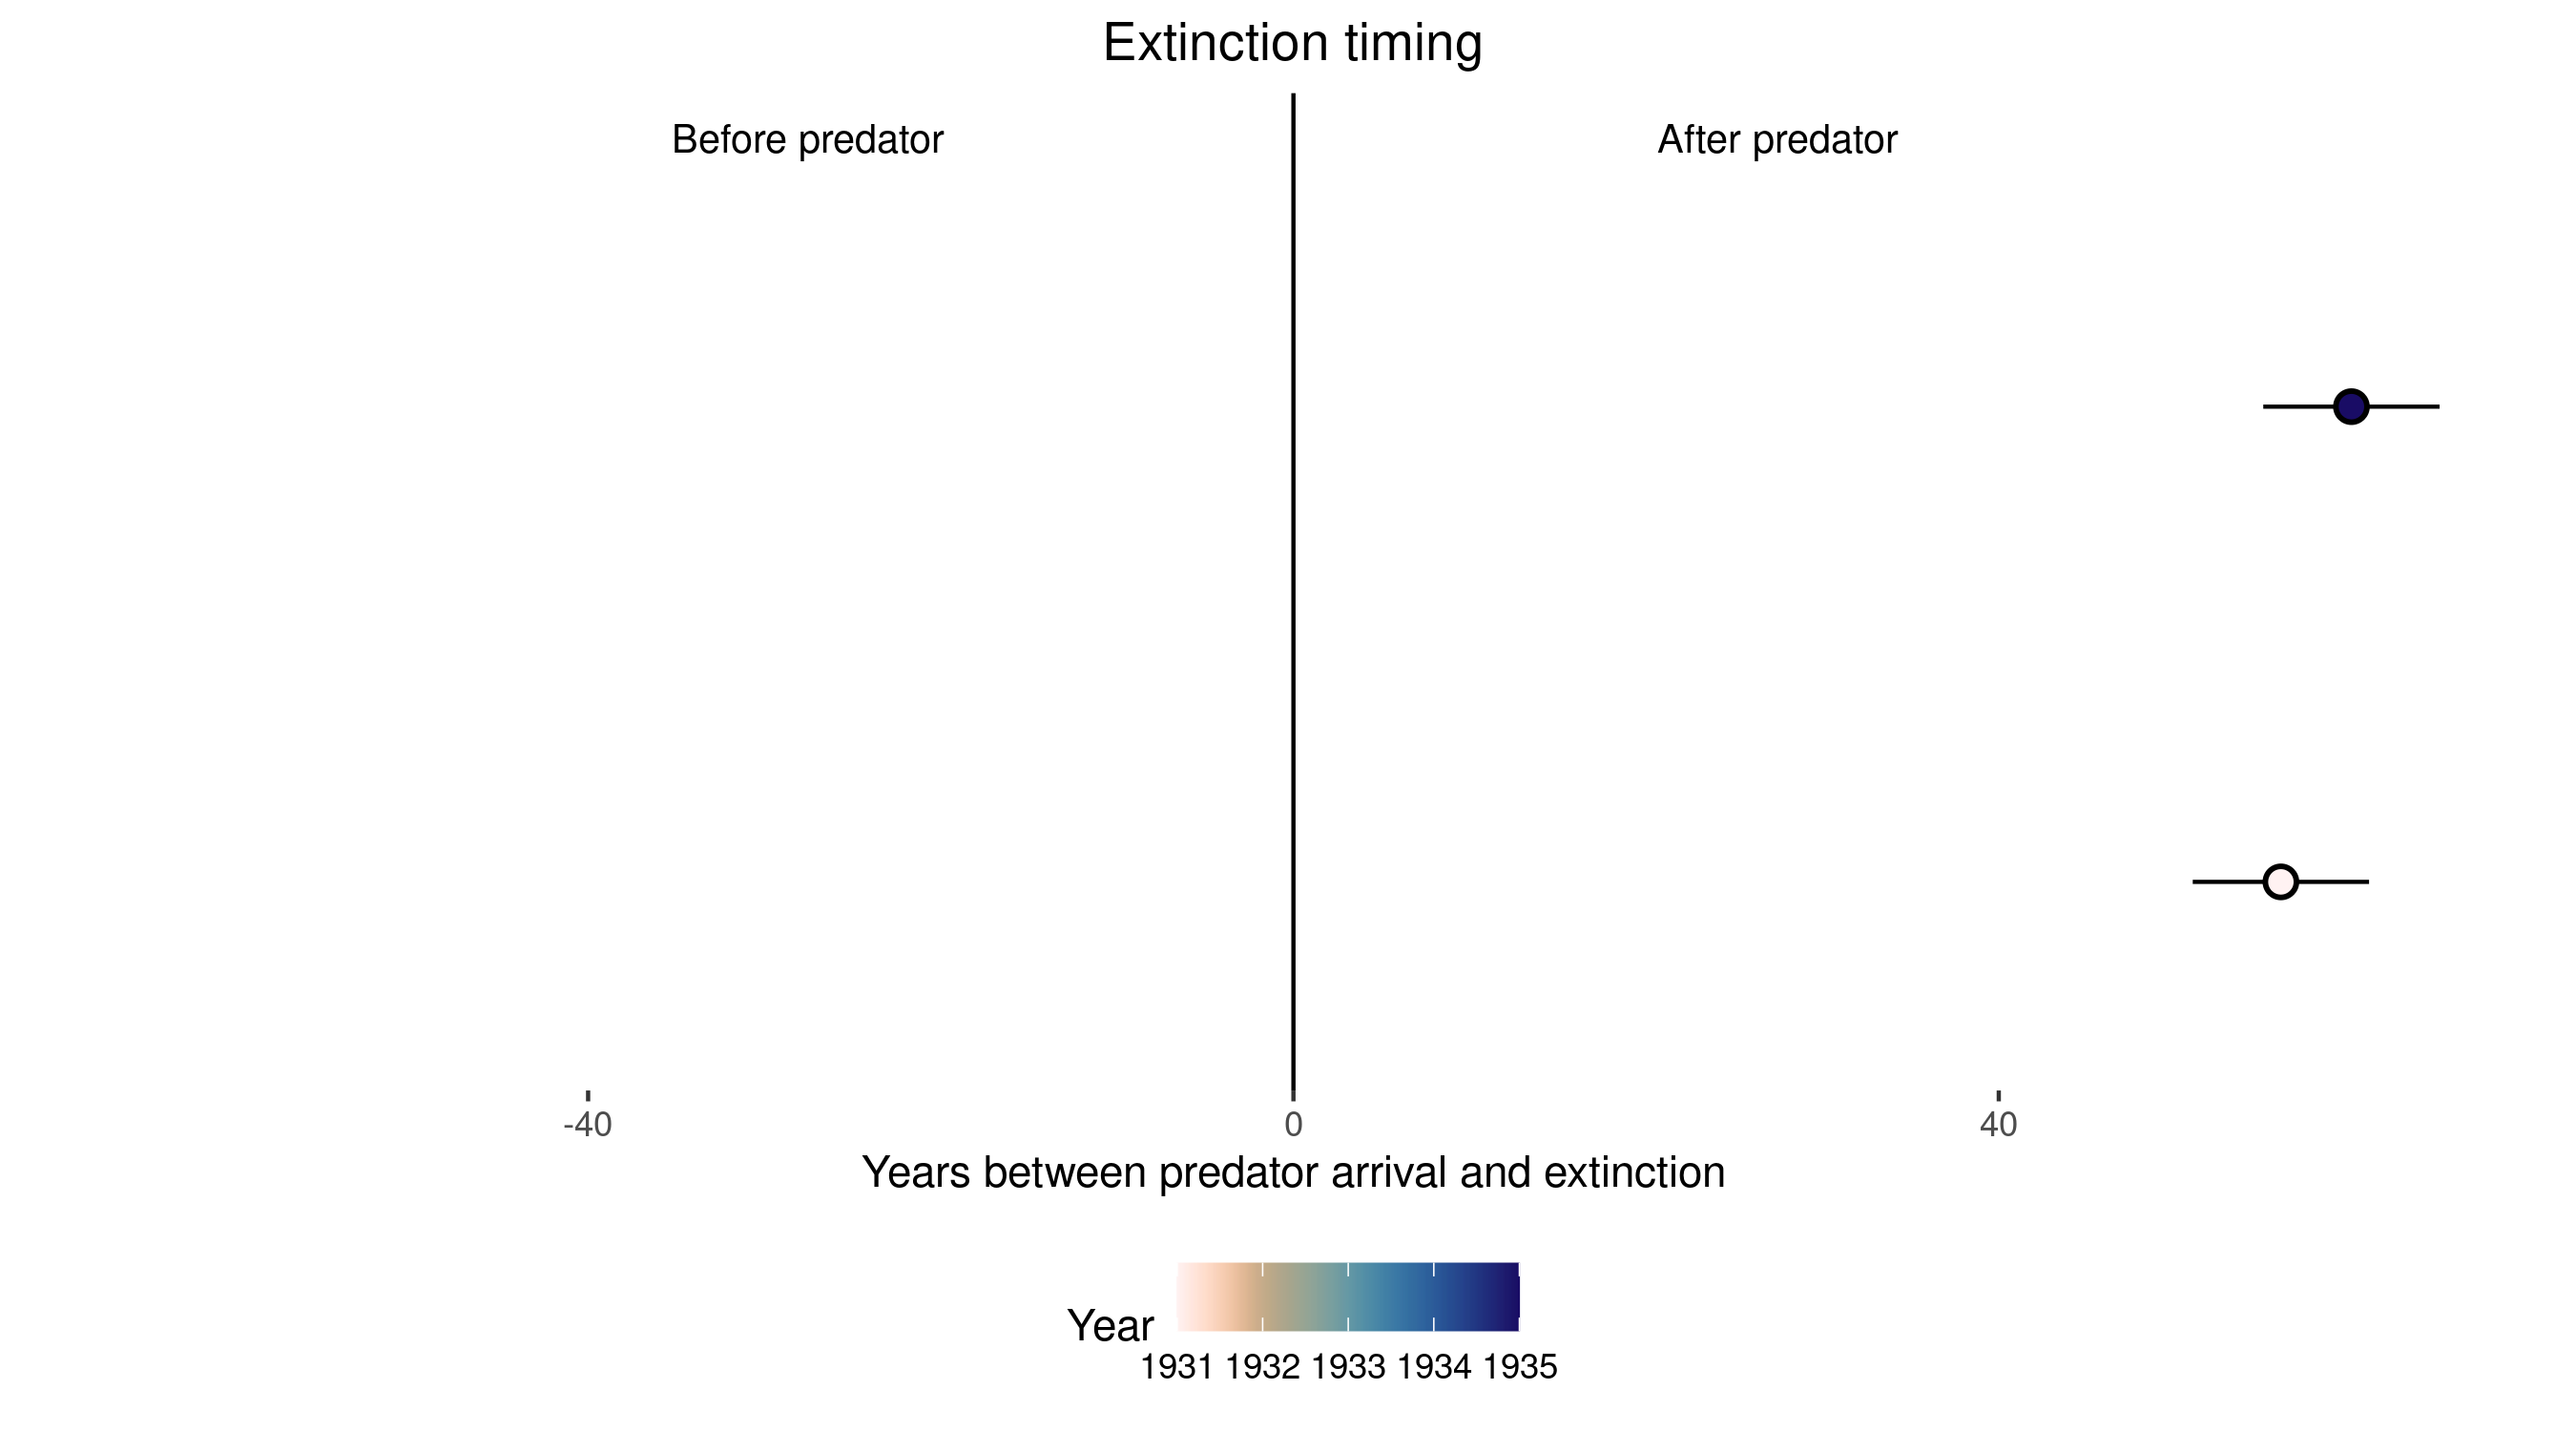 Extinction timing
Before predator
After predator
-40
0
40
Years between predator arrival and extinction
Year
1931 1932 1933 1934 1935